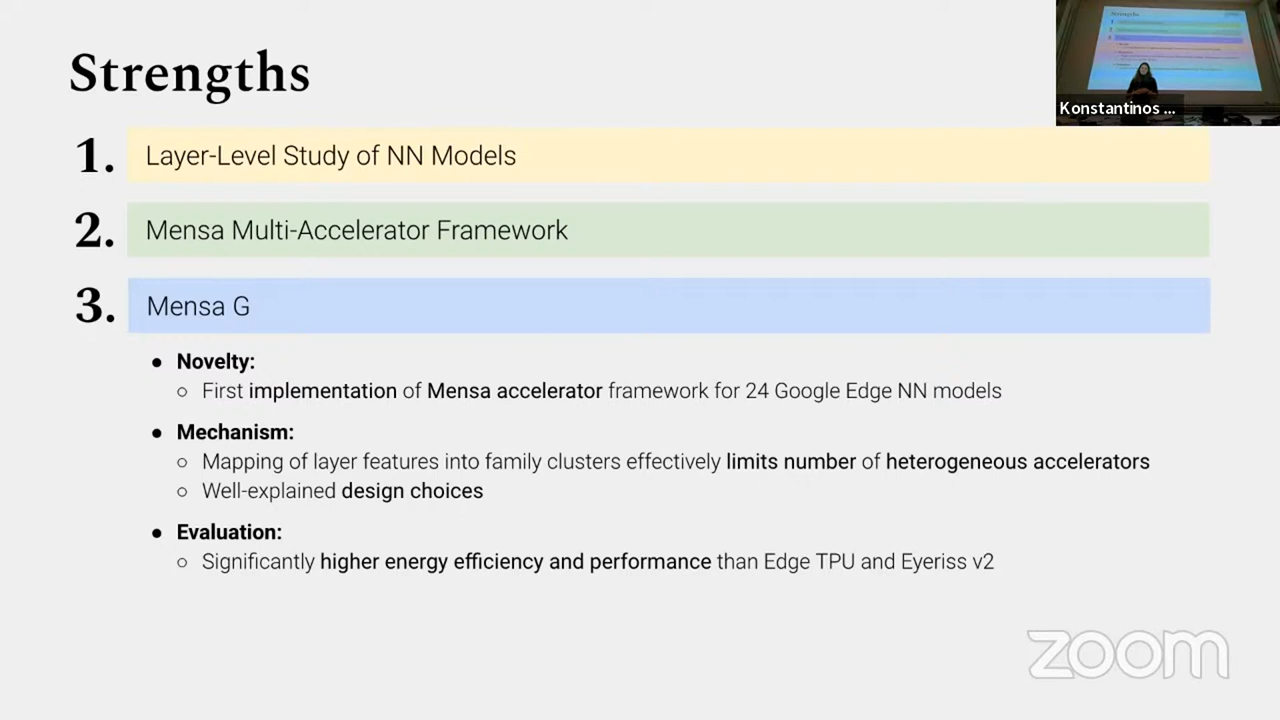 Strengths
Konstantinos ...
1. Layer-Level Study of NN Models
2. Mensa Multi-Accelerator Framework
3. Mensa G
● Novelty:
○ First implementation of Mensa accelerator framework for 24 Google Edge NN models
● Mechanism:
○ Mapping of layer features into family clusters effectively limits number of heterogeneous accelerators
○ Well-explained design choices
● Evaluation:
○ Significantly higher energy efficiency and performance than Edge TPU and Eyeriss v2
zoom